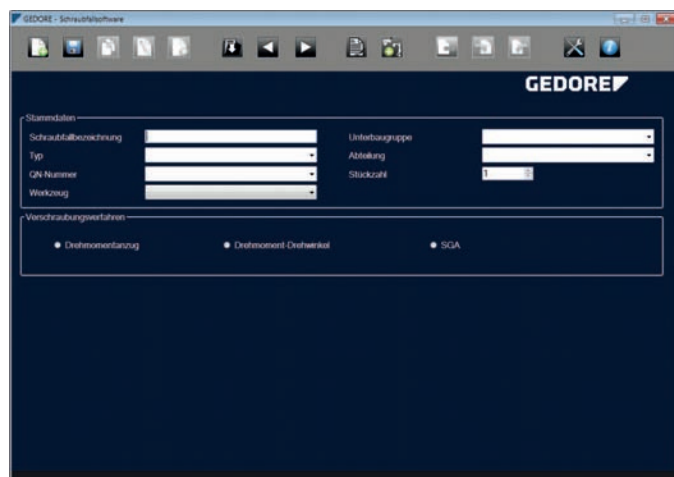 GEDORE - Schraubfallsoftware
GEDORE
Stammdaten
Schraubfallbezeichnung
Unterbaugruppe
Typ
Abteilung
QN-Nummer
Stückzahl
1
Werkzeug
Verschraubungsverfahren
Drehmomentanzug
Drehmoment-Drehwinkel
SGA